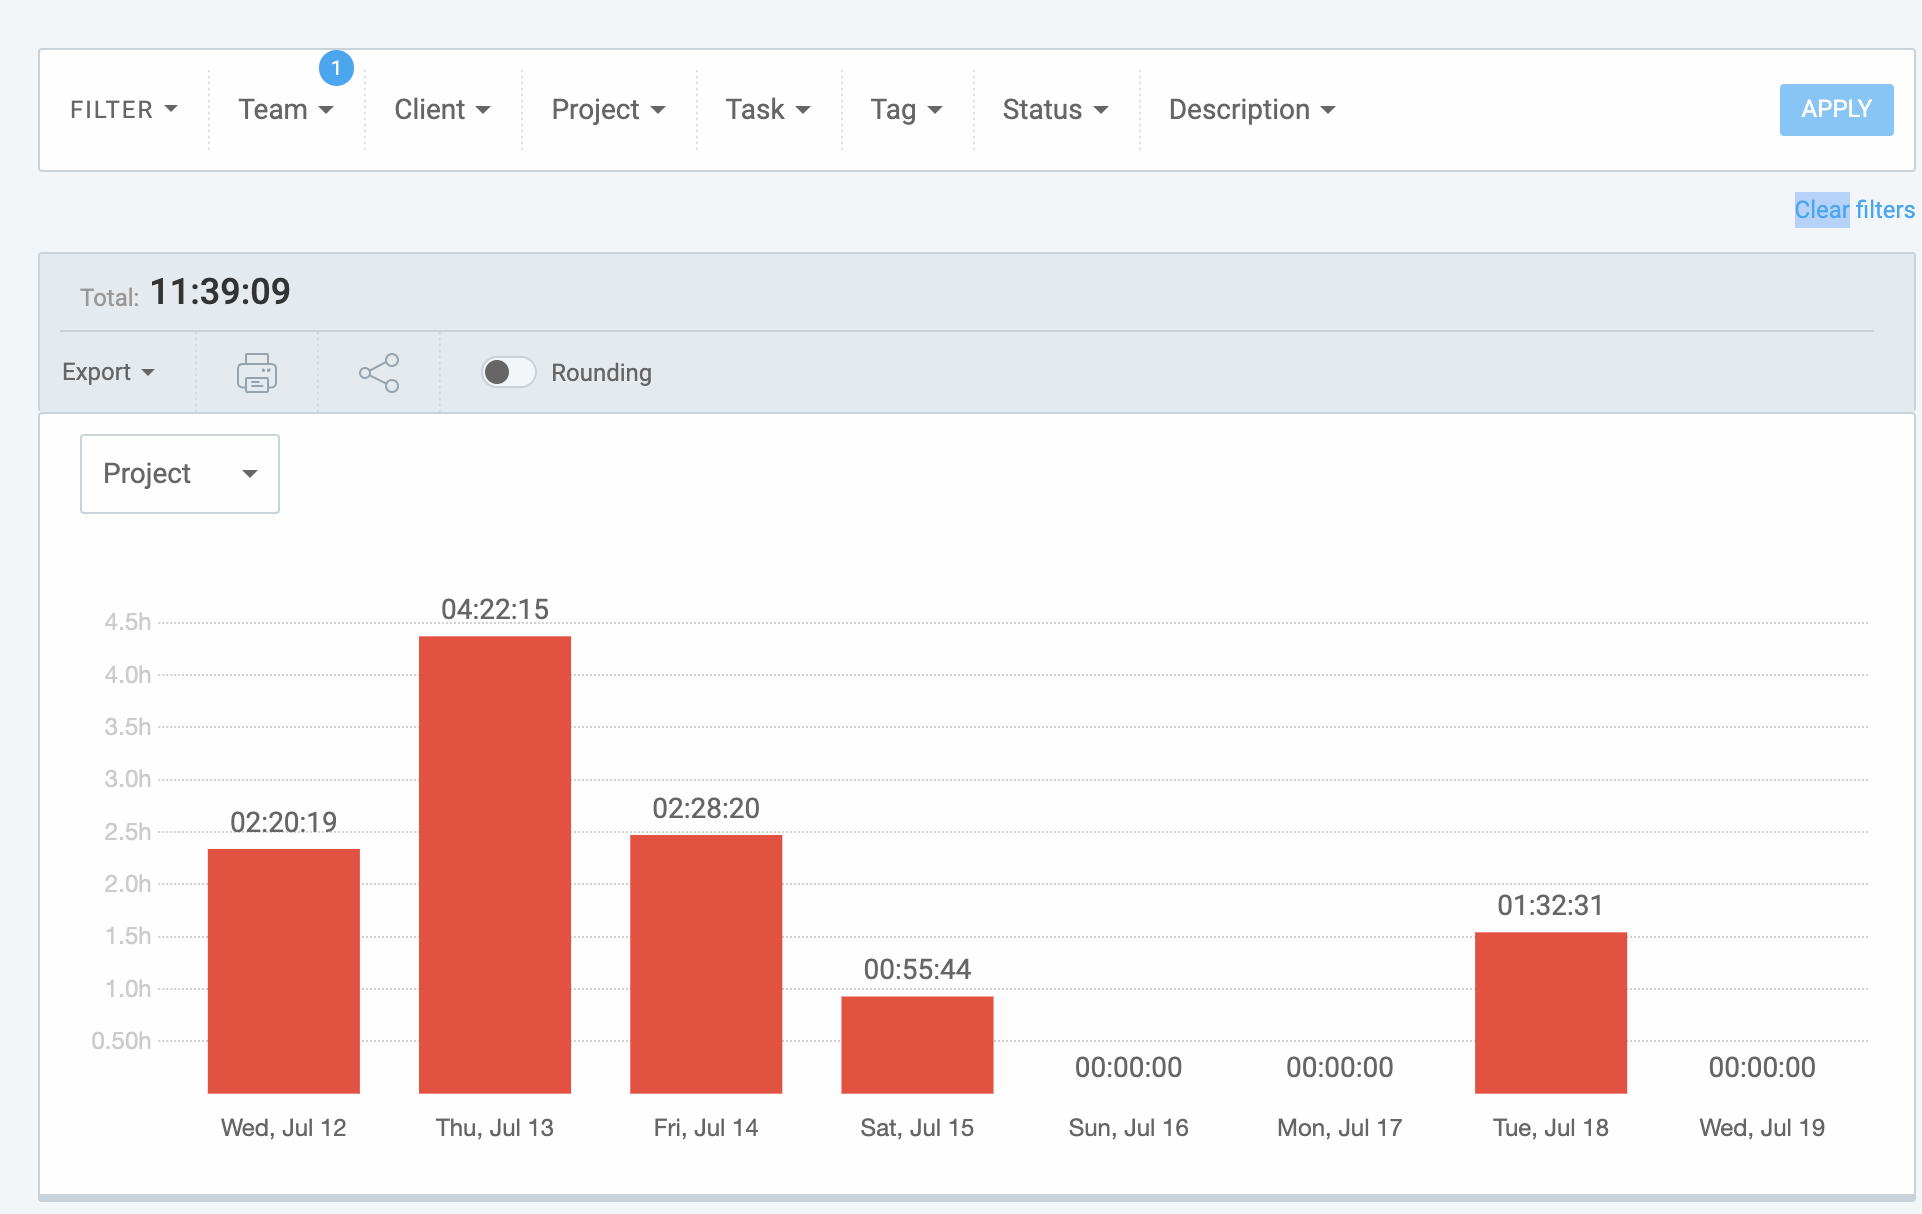 FILTER Team 1 Client Project Task Tag Status Description APPLY
Clear filters
Total: 11:39:09
Export Rounding
Project
04:22:15
4.5h
4.0h
3.5h
3.0h
02:28:20
02:20:19
2.5h
2.0h
01:32:31
1.5h
00:55:44
1.0h
0.50h
00:00:00 00:00:00 00:00:00
Wed, Jul 12 Thu, Jul 13 Fri, Jul 14 Sat, Jul 15 Sun, Jul 16 Mon, Jul 17 Tue, Jul 18 Wed, Jul 19